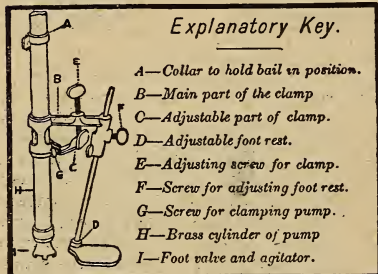 Explanatory Key.
A—Collar to hold bail in position.
B—Main part of the clamp
C—Adjustable part of clamp.
D—Adjustable foot rest.
E—Adjusting screw for clamp.
F—Screw for adjusting foot rest.
G—Screw for clamping pump.
H—Brass cylinder of pump
I—Foot valve and agitator.
A
E
B
F
G
C
H
D
I